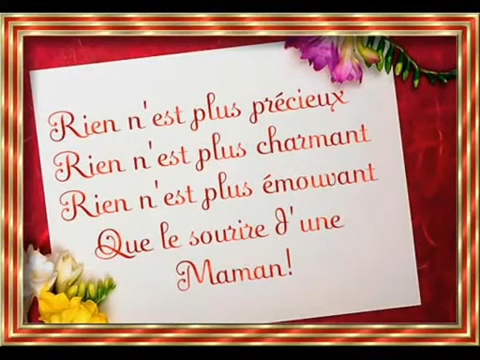 Rien n'est plus précieux
Rien n'est plus charmant
Rien n'est plus émouvant
Que le sourire d'une
Maman!